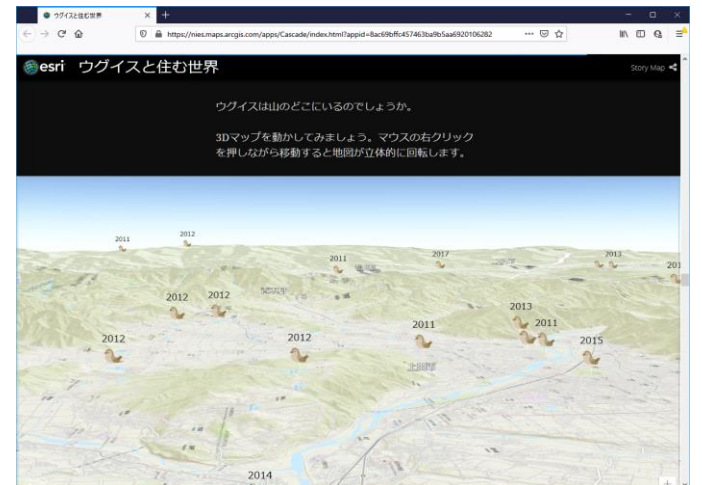 ウグイスと住む世界
https://nies.maps.arcgis.com/apps/Cascade/index.html?appid=8ac69bffc457463ba9b5aa6920106282
esri ウグイスと住む世界
Story Map
ウグイスは山のどこにいるのでしょうか。
3Dマップを動かしてみましょう。マウスの右クリック
を押しながら移動すると地図が立体的に回転します。
2011
2012
2011
2017
2013
201
2012
2012
2013
2012
2012
2011
2011
2015
上田市
2014